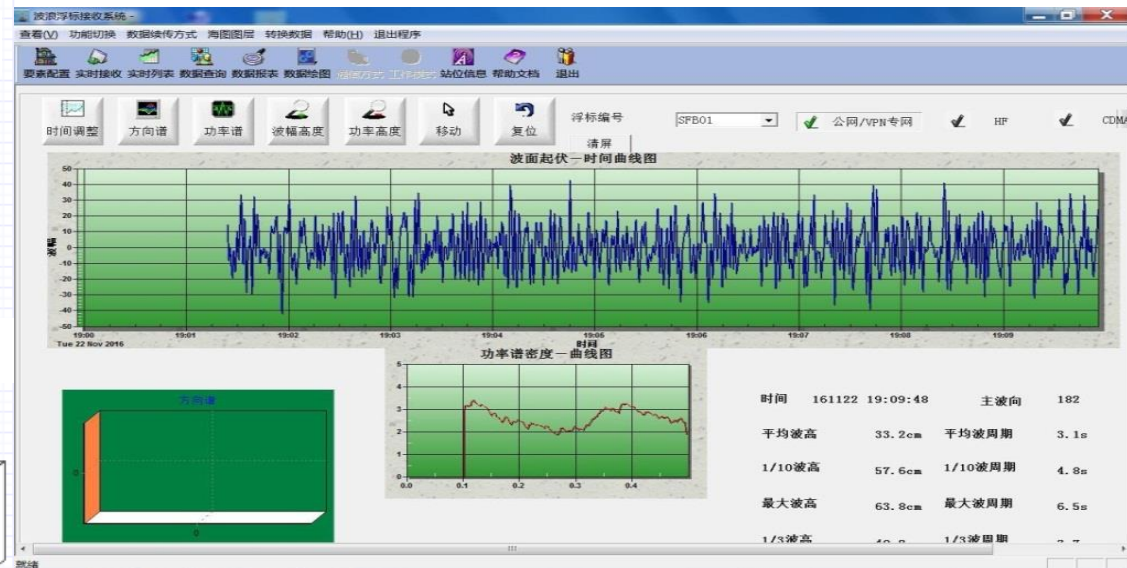 波浪浮标接收系统 -
查看(V) 功能切换 数据续传方式 海图图层 转换数据 帮助(H) 退出程序
要素配置 实时接收 实时列表 数据查询 数据报表 数据绘图 工作模式 站位信息 帮助文档 退出
时间调整 方向谱 功率谱 波幅高度 功率高度 移动 复位 浮标编号 SFB01 公网/VPN专网 HF CDMA
清屏
波面起伏—时间曲线图
50
40
30
20
10
0
-10
-20
-30
-40
-50
波幅
19:00 19:01 19:02 19:03 19:04 19:05 19:06 19:07 19:08 19:09
Tue 22 Nov 2016
时间
功率谱密度—曲线图
5
4
3
2
1
0
0.0 0.1 0.2 0.3 0.4
方向谱
0
0
时间 161122 19:09:48 主波向 182
平均波高 33.2cm 平均波周期 3.1s
1/10波高 57.6cm 1/10波周期 4.8s
最大波高 63.8cm 最大波周期 6.5s
1/3波高 1/3波周期
就绪